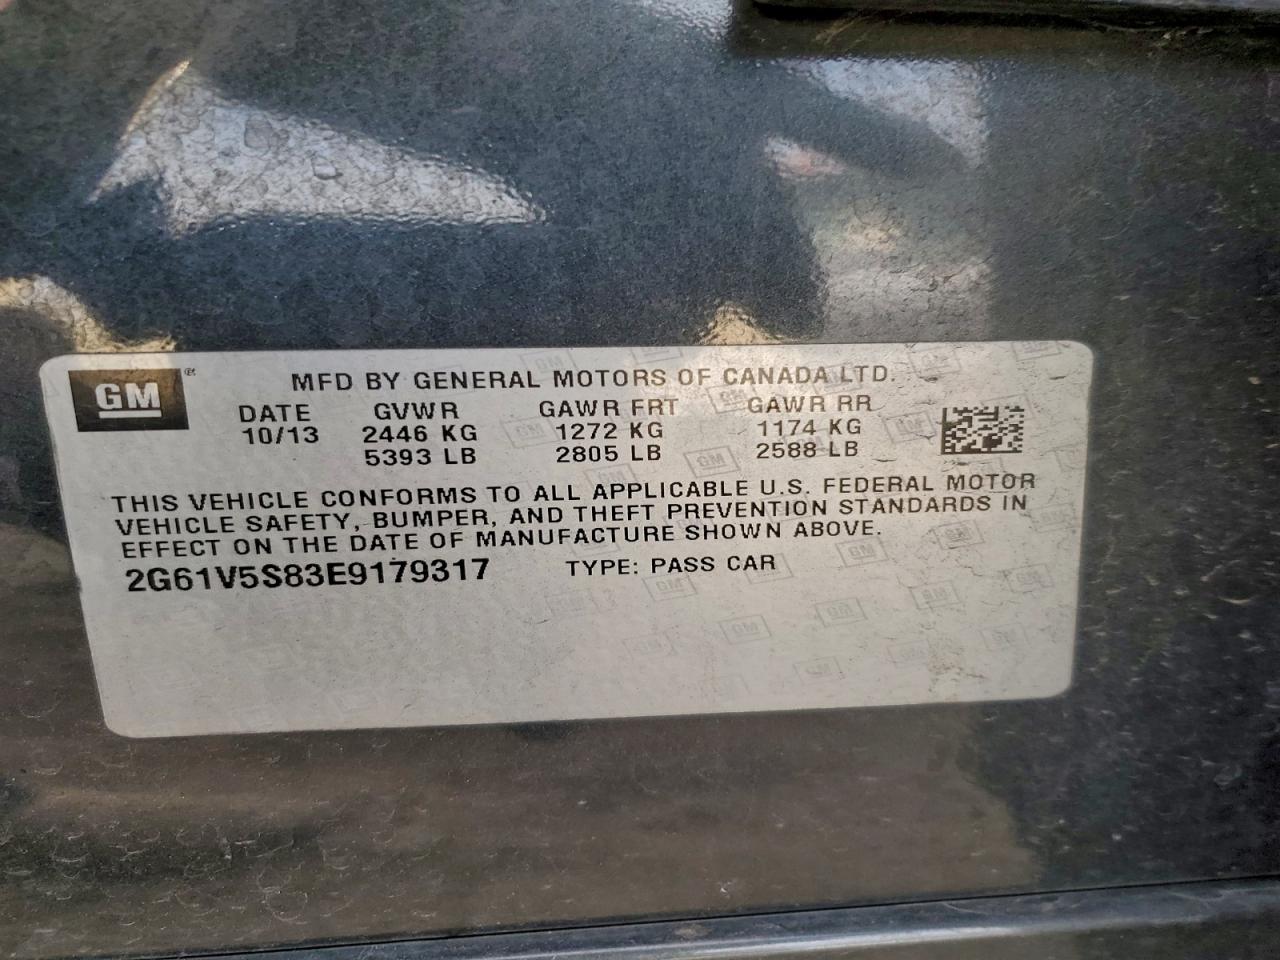 GM®
MFD BY GENERAL MOTORS OF CANADA LTD.
DATE GVWR GAWR FRT GAWR RR
10/13 2446 KG 1272 KG 1174 KG
5393 LB 2805 LB 2588 LB
THIS VEHICLE CONFORMS TO ALL APPLICABLE U.S. FEDERAL MOTOR
VEHICLE SAFETY, BUMPER, AND THEFT PREVENTION STANDARDS IN
EFFECT ON THE DATE OF MANUFACTURE SHOWN ABOVE.
2G61V5S83E9179317 TYPE: PASS CAR